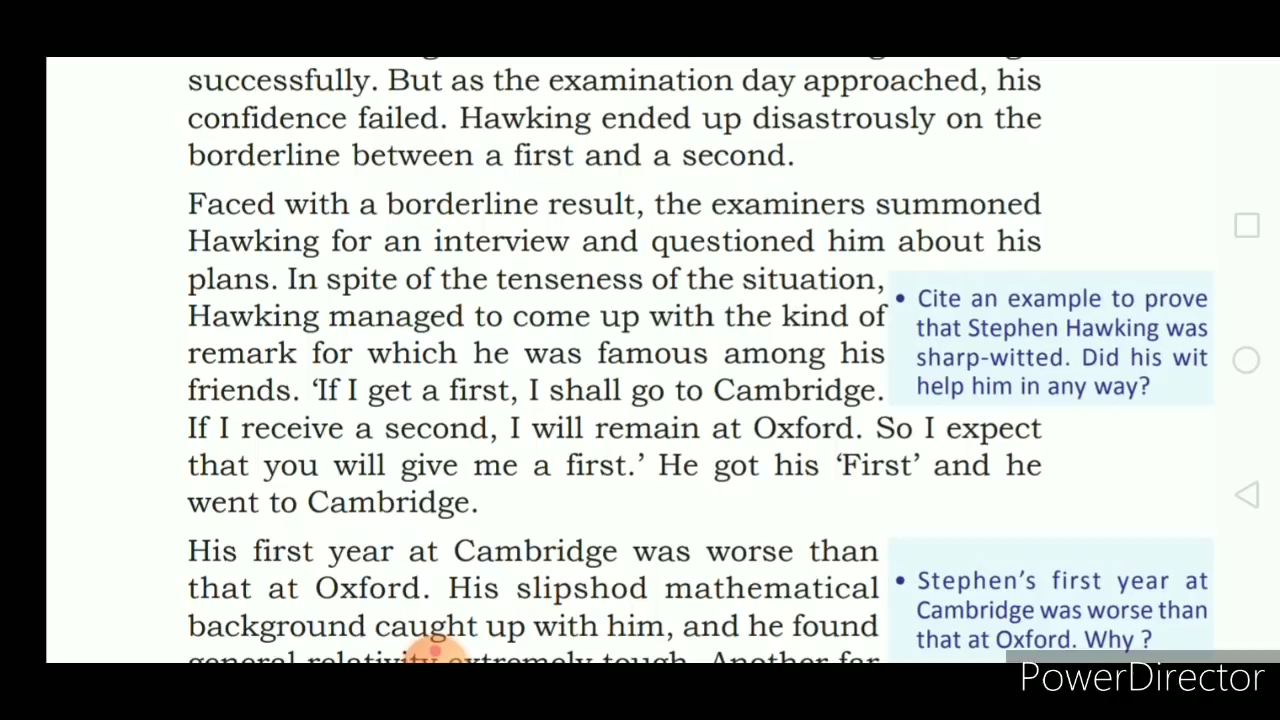 successfully. But as the examination day approached, his
confidence failed. Hawking ended up disastrously on the
borderline between a first and a second.
Faced with a borderline result, the examiners summoned
Hawking for an interview and questioned him about his
plans. In spite of the tenseness of the situation,
Hawking managed to come up with the kind of
remark for which he was famous among his
friends. ‘If I get a first, I shall go to Cambridge.
If I receive a second, I will remain at Oxford. So I expect
that you will give me a first.’ He got his ‘First’ and he
went to Cambridge.
• Cite an example to prove
that Stephen Hawking was
sharp-witted. Did his wit
help him in any way?
His first year at Cambridge was worse than
that at Oxford. His slipshod mathematical
background caught up with him, and he found
general relativity extremely tough. Another far
• Stephen’s first year at
Cambridge was worse than
that at Oxford. Why ?
PowerDirector